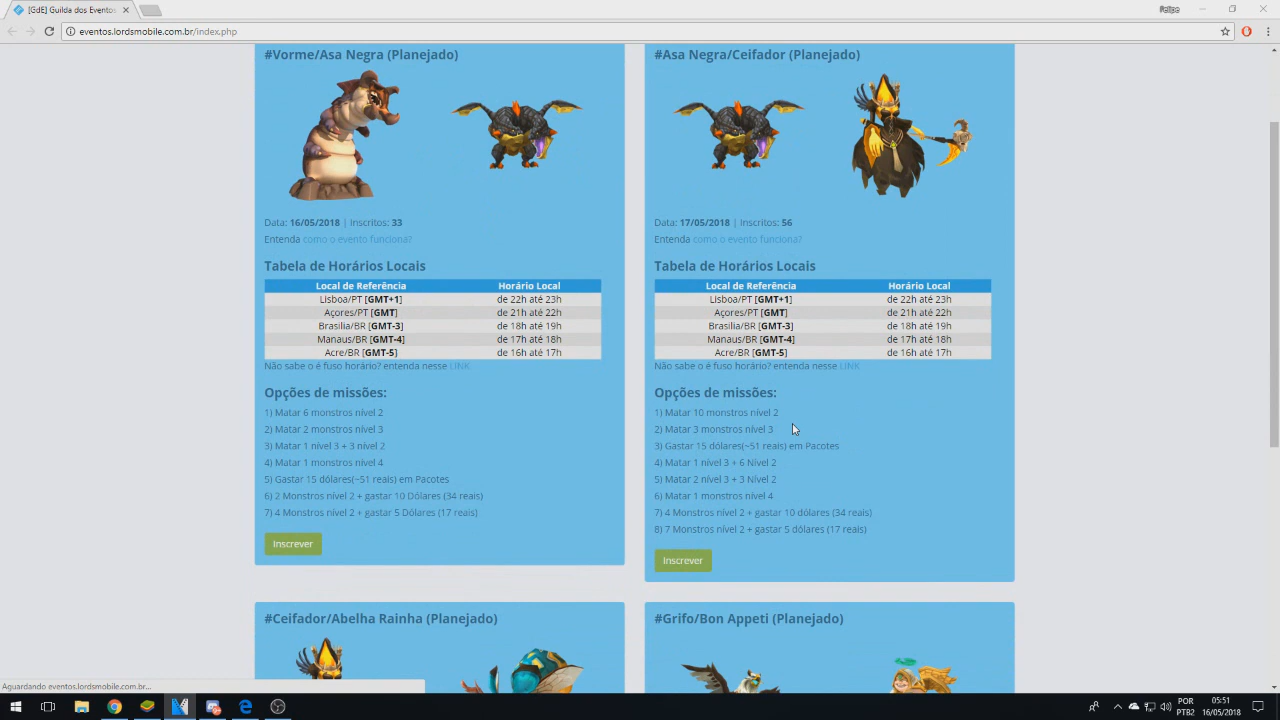 [GdE] Guilda dos Eventos
Felipe
eventos.lordsmobile.com.br/index.php
#Vorme/Asa Negra (Planejado)
Data: 16/05/2018 | Inscritos: 33
Entenda como o evento funciona?
Tabela de Horários Locais
Local de Referência Horário Local
Lisboa/PT [GMT+1] de 22h até 23h
Açores/PT [GMT] de 21h até 22h
Brasilia/BR [GMT-3] de 18h até 19h
Manaus/BR [GMT-4] de 17h até 18h
Acre/BR [GMT-5] de 16h até 17h
Não sabe o é fuso horário? entenda nesse LINK
Opções de missões:
1) Matar 6 monstros nível 2
2) Matar 2 monstros nível 3
3) Matar 1 nível 3 + 3 nível 2
4) Matar 1 monstros nível 4
5) Gastar 15 dólares(~51 reais) em Pacotes
6) 2 Monstros nível 2 + gastar 10 Dólares (34 reais)
7) 4 Monstros nível 2 + gastar 5 Dólares (17 reais)
Inscrever
#Asa Negra/Ceifador (Planejado)
Data: 17/05/2018 | Inscritos: 56
Entenda como o evento funciona?
Tabela de Horários Locais
Local de Referência Horário Local
Lisboa/PT [GMT+1] de 22h até 23h
Açores/PT [GMT] de 21h até 22h
Brasilia/BR [GMT-3] de 18h até 19h
Manaus/BR [GMT-4] de 17h até 18h
Acre/BR [GMT-5] de 16h até 17h
Não sabe o é fuso horário? entenda nesse LINK
Opções de missões:
1) Matar 10 monstros nível 2
2) Matar 3 monstros nível 3
3) Gastar 15 dólares(~51 reais) em Pacotes
4) Matar 1 nível 3 + 6 Nível 2
5) Matar 2 nível 3 + 3 Nível 2
6) Matar 1 monstros nível 4
7) 4 Monstros nível 2 + gastar 10 dólares (34 reais)
8) 7 Monstros nível 2 + gastar 5 dólares (17 reais)
Inscrever
#Ceifador/Abelha Rainha (Planejado)
#Grifo/Bon Appeti (Planejado)
Aguardando eventos.lordsmobile.com.br...
POR
PTB2
05:51
16/05/2018